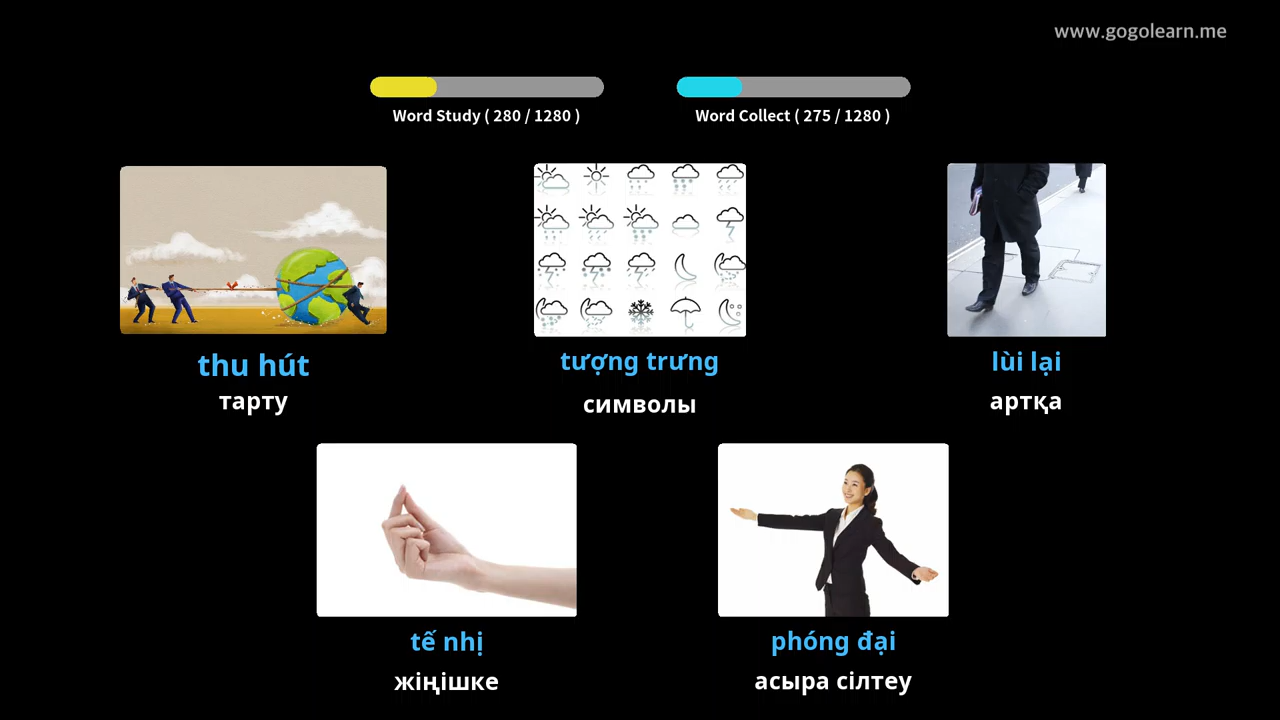 www.gogolearn.me
Word Study ( 280 / 1280 )
Word Collect ( 275 / 1280 )
thu hút
тарту
tượng trưng
символы
lùi lại
артқа
tế nhị
жіңішке
phóng đại
асыра сілтеу